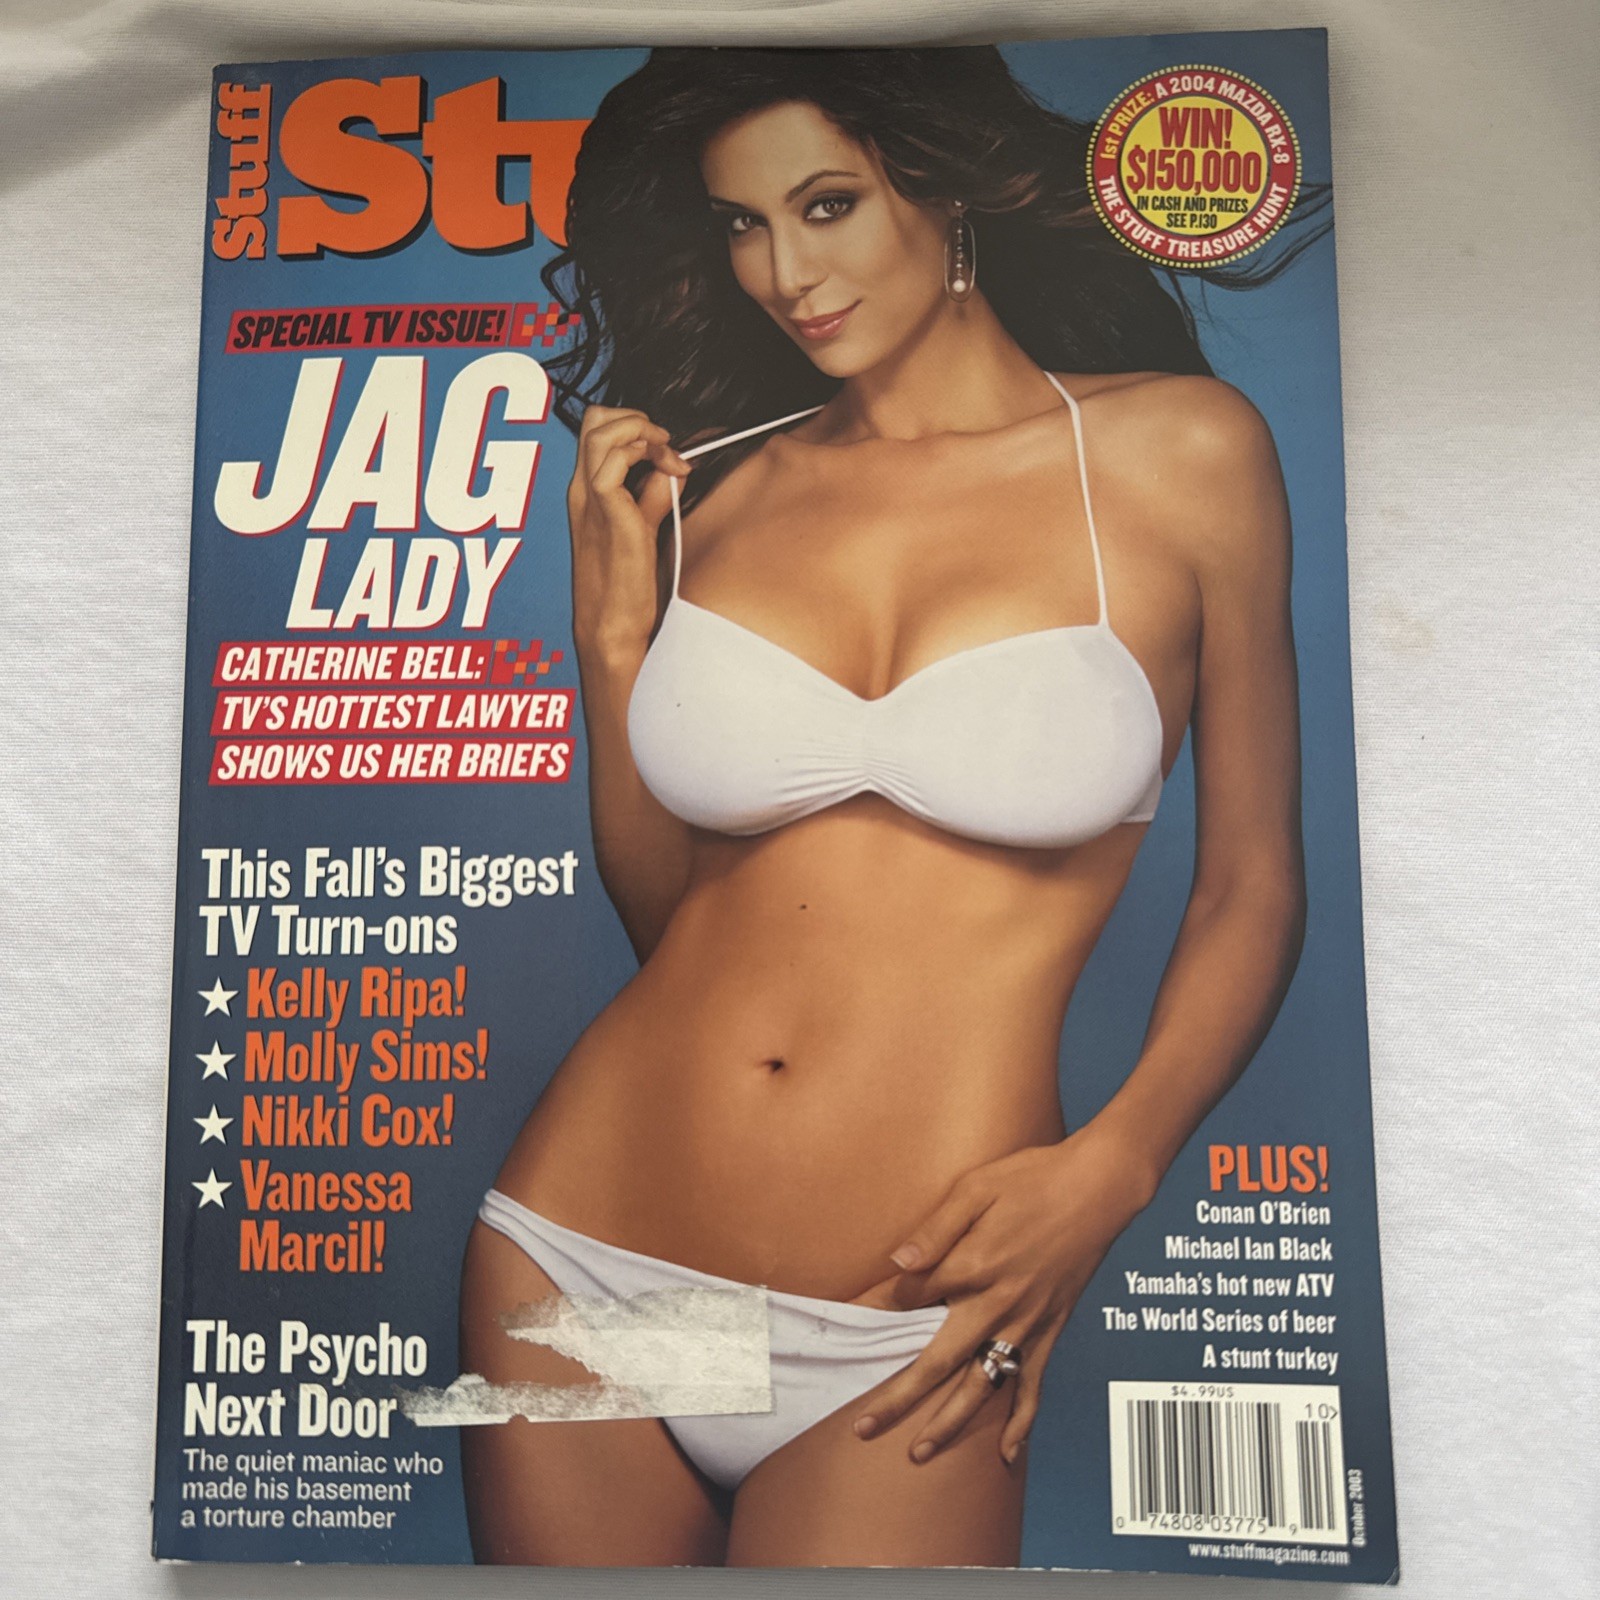 Stuff
Stu
1st PRIZE: A 2004 MAZDA RX-8
WIN!
$150,000
IN CASH AND PRIZES
SEE P.130
THE STUFF TREASURE HUNT
SPECIAL TV ISSUE!
JAG
LADY
CATHERINE BELL:
TV'S HOTTEST LAWYER
SHOWS US HER BRIEFS
This Fall's Biggest
TV Turn-ons
★ Kelly Ripa!
★ Molly Sims!
★ Nikki Cox!
★ Vanessa
Marcil!
The Psycho
Next Door
The quiet maniac who
made his basement
a torture chamber
PLUS!
Conan O'Brien
Michael Ian Black
Yamaha's hot new ATV
The World Series of beer
A stunt turkey
$4.99US
10>
0 74808 03775 9
October 2003
www.stuffmagazine.com